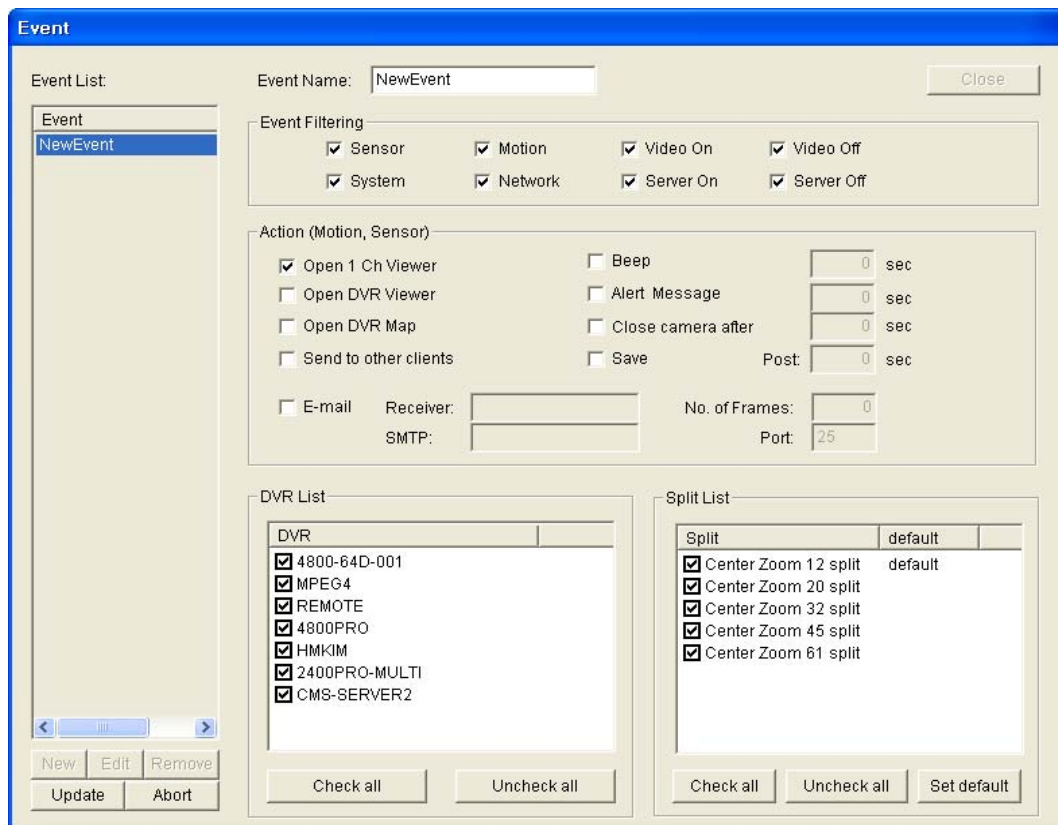 Event
Event List:
Event Name: NewEvent
Close
Event
NewEvent
Event Filtering
Sensor Motion Video On Video Off
System Network Server On Server Off
Action (Motion, Sensor)
Open 1 Ch Viewer Beep 0 sec
Open DVR Viewer Alert Message 0 sec
Open DVR Map Close camera after 0 sec
Send to other clients Save Post: 0 sec
E-mail Receiver: No. of Frames: 0
SMTP: Port: 25
DVR List
DVR
4800-64D-001
MPEG4
REMOTE
4800PRO
HMKIM
2400PRO-MULTI
CMS-SERVER2
Check all Uncheck all
Split List
Split default
Center Zoom 12 split default
Center Zoom 20 split
Center Zoom 32 split
Center Zoom 45 split
Center Zoom 61 split
Check all Uncheck all Set default
New Edit Remove
Update Abort